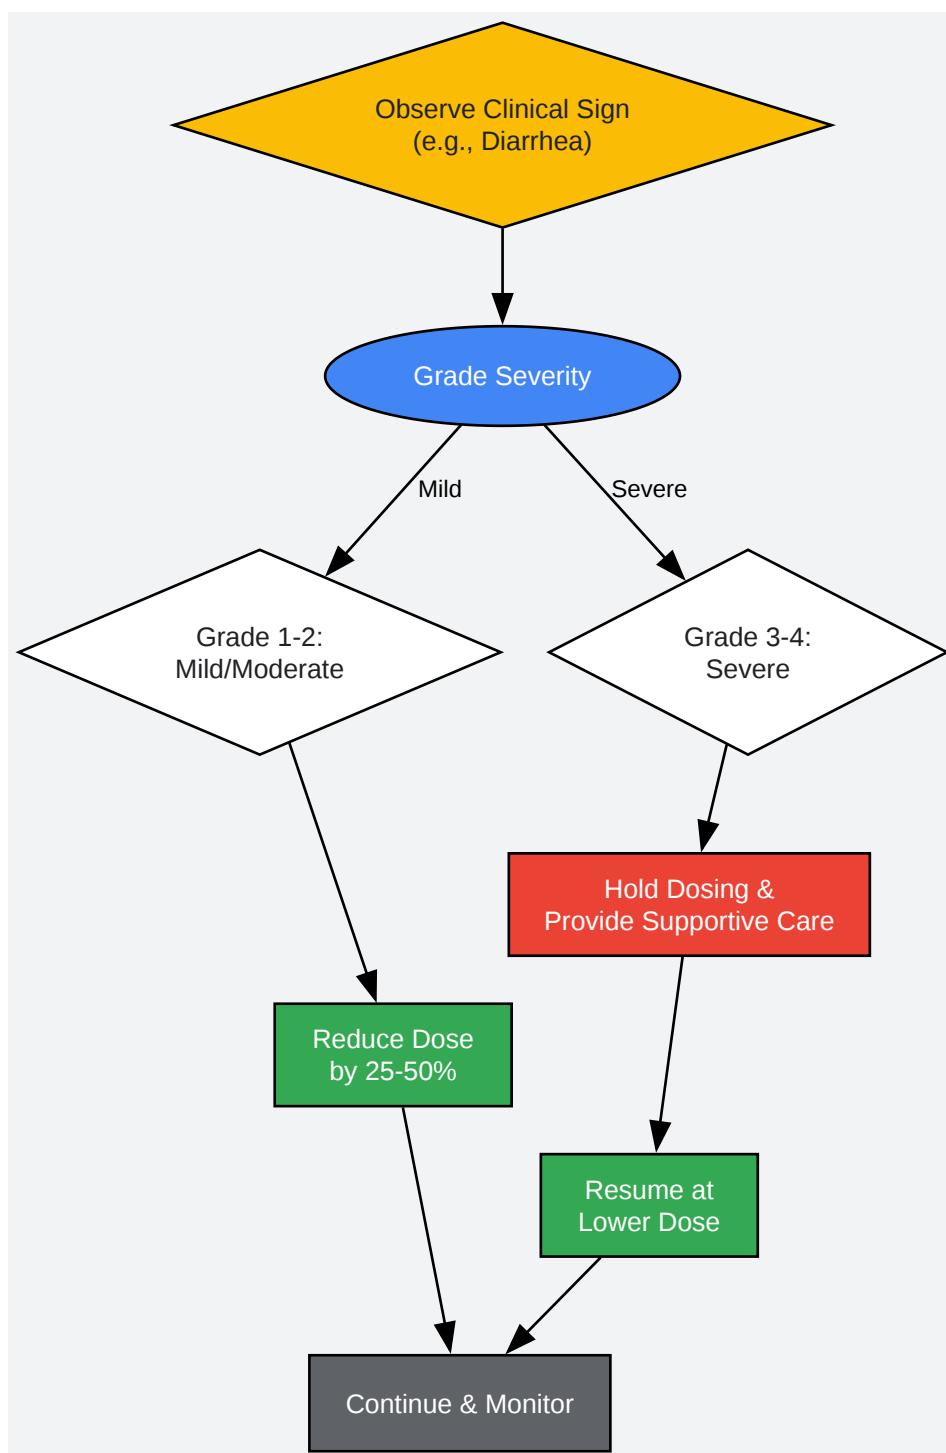 Observe Clinical Sign
(e.g., Diarrhea)
Grade Severity
Mild
Severe
Grade 1-2:
Mild/Moderate
Grade 3-4:
Severe
Hold Dosing &
Provide Supportive Care
Reduce Dose
by 25-50%
Resume at
Lower Dose
Continue & Monitor